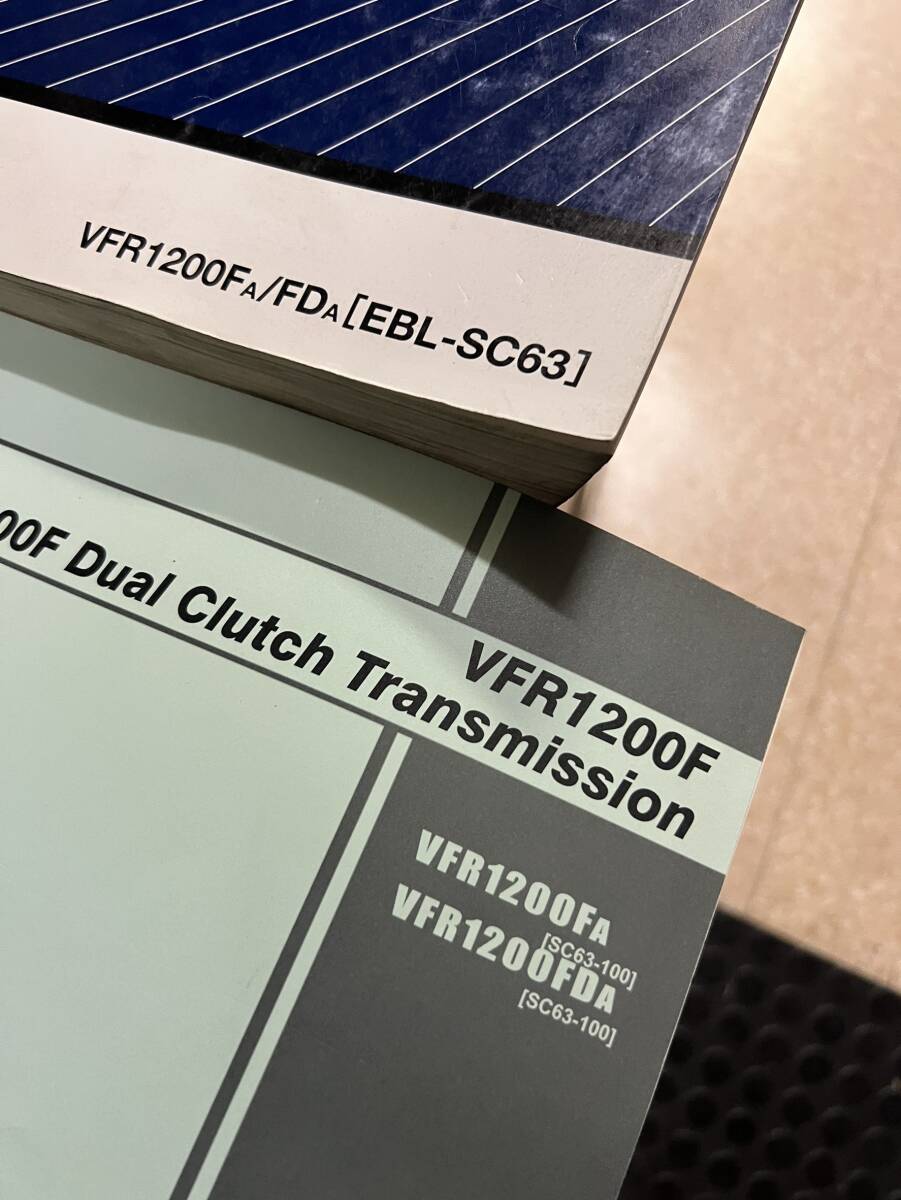 VFR1200FA/FDA[EBL-SC63]
VFR1200F
00F Dual Clutch Transmission
VFR1200FA
[SC63-100]
VFR1200FDA
[SC63-100]